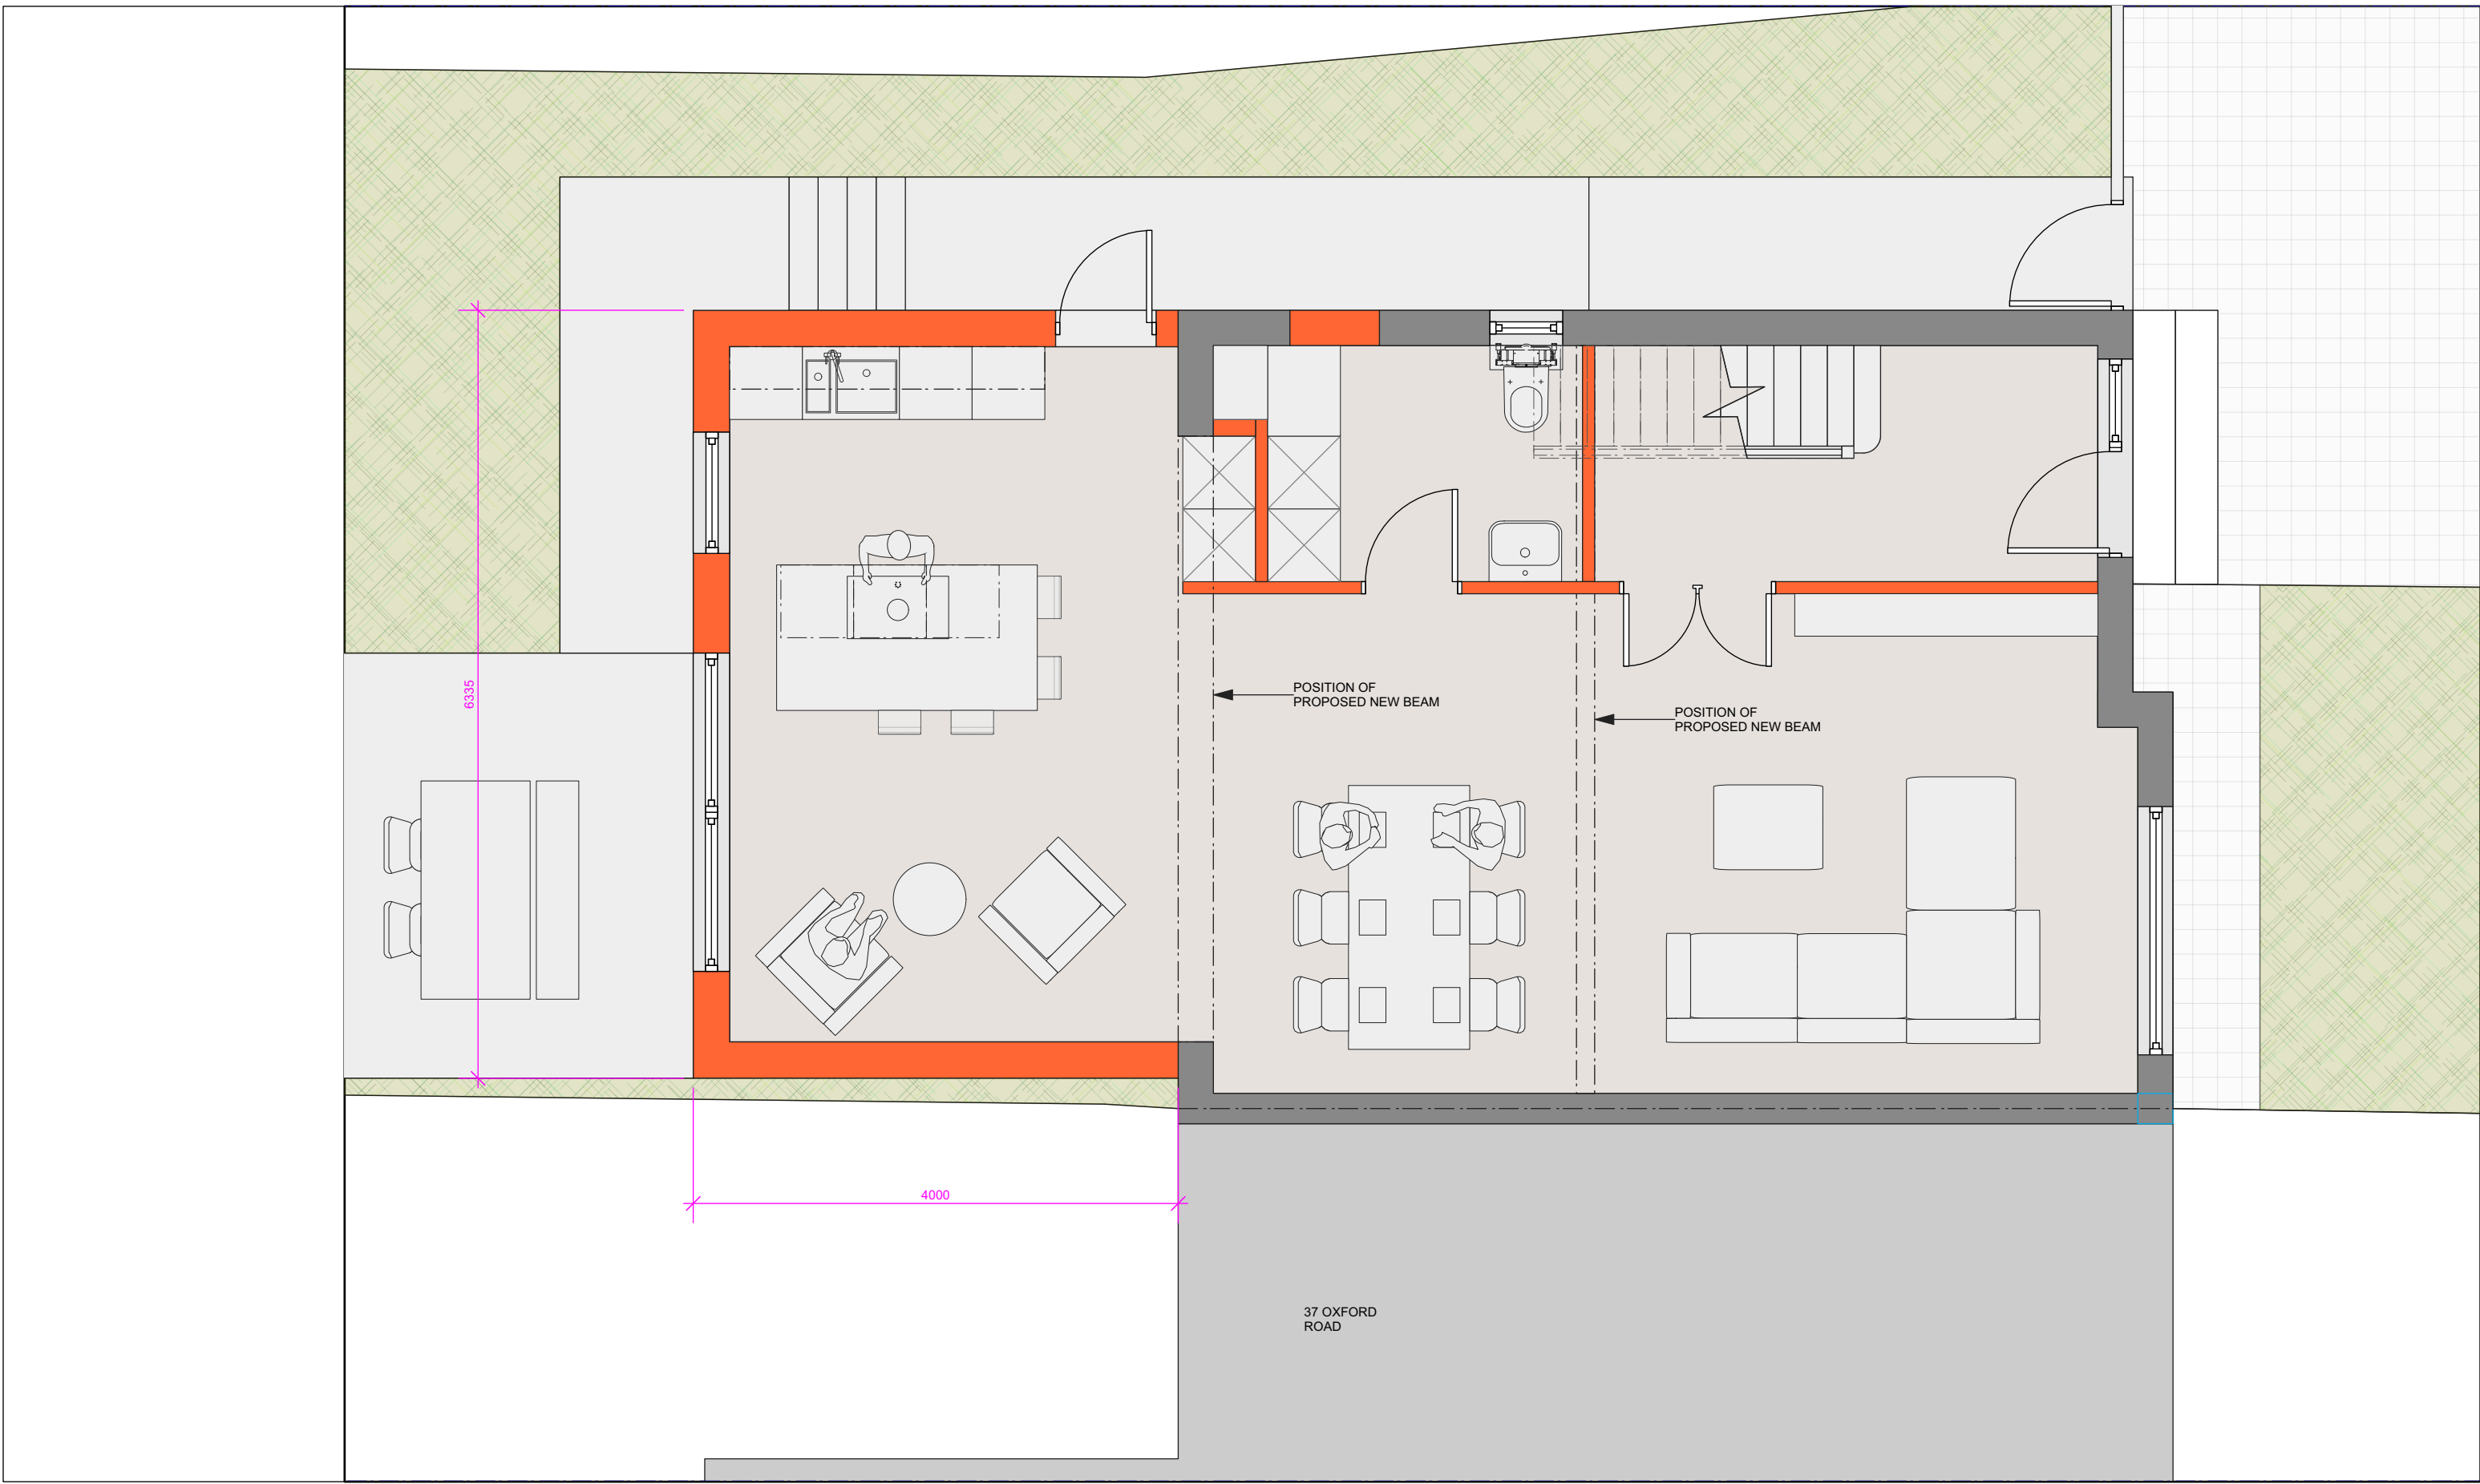 6335
POSITION OF
PROPOSED NEW BEAM
POSITION OF
PROPOSED NEW BEAM
4000
37 OXFORD
ROAD